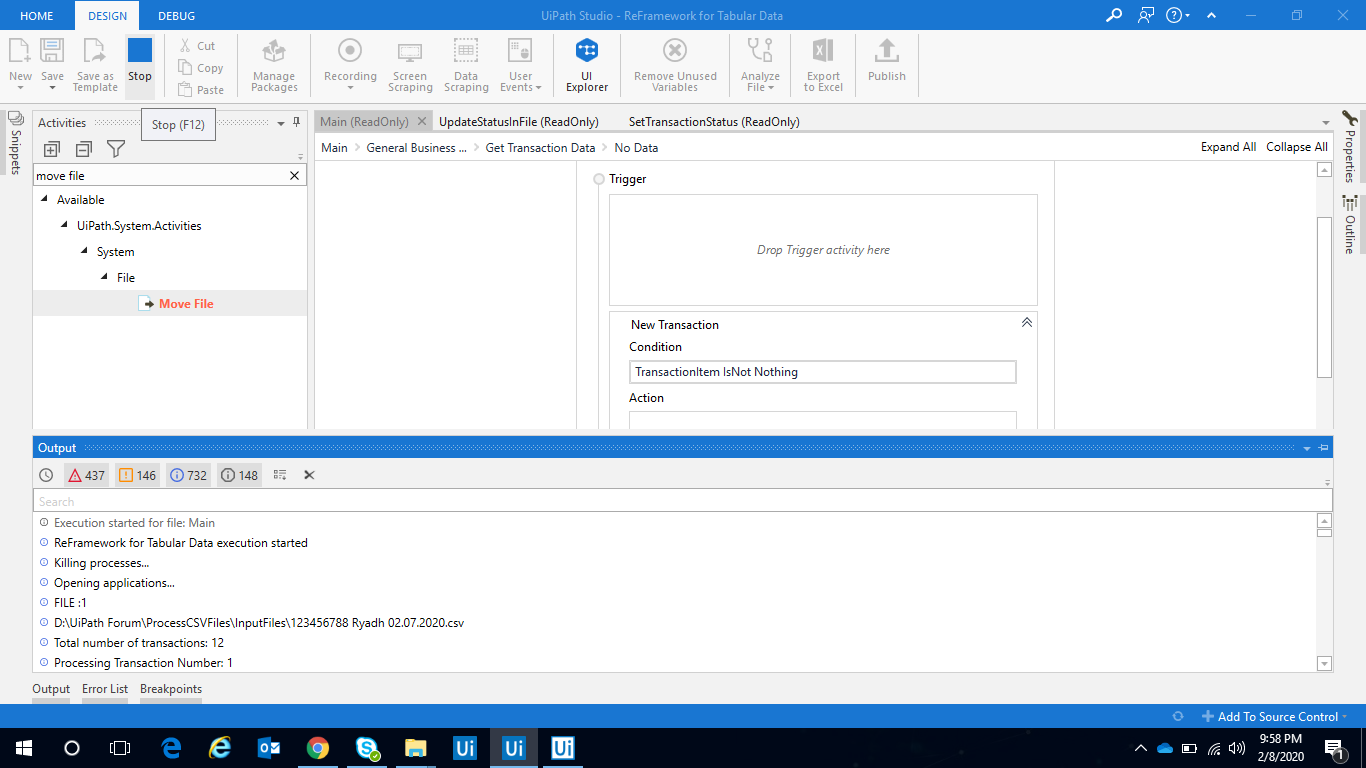 HOME DESIGN DEBUG UiPath Studio - ReFramework for Tabular Data
New Save Save as Template Stop Cut Copy Paste Manage Packages Recording Screen Scraping Data Scraping User Events UI Explorer Remove Unused Variables Analyze File Export to Excel Publish
Snippets
Activities
Stop (F12)
Main (ReadOnly) UpdateStatusInFile (ReadOnly) SetTransactionStatus (ReadOnly)
Properties
Outline
Main > General Business ... > Get Transaction Data > No Data Expand All Collapse All
move file
Available
UiPath.System.Activities
System
File
Move File
Trigger
Drop Trigger activity here
New Transaction
Condition
TransactionItem IsNot Nothing
Action
Output
437 146 732 148
Search
Execution started for file: Main
ReFramework for Tabular Data execution started
Killing processes...
Opening applications...
FILE :1
D:\UiPath Forum\ProcessCSVFiles\InputFiles\123456788 Ryadh 02.07.2020.csv
Total number of transactions: 12
Processing Transaction Number: 1
Output Error List Breakpoints
Add To Source Control
Ui Ui Ui
9:58 PM
2/8/2020
1